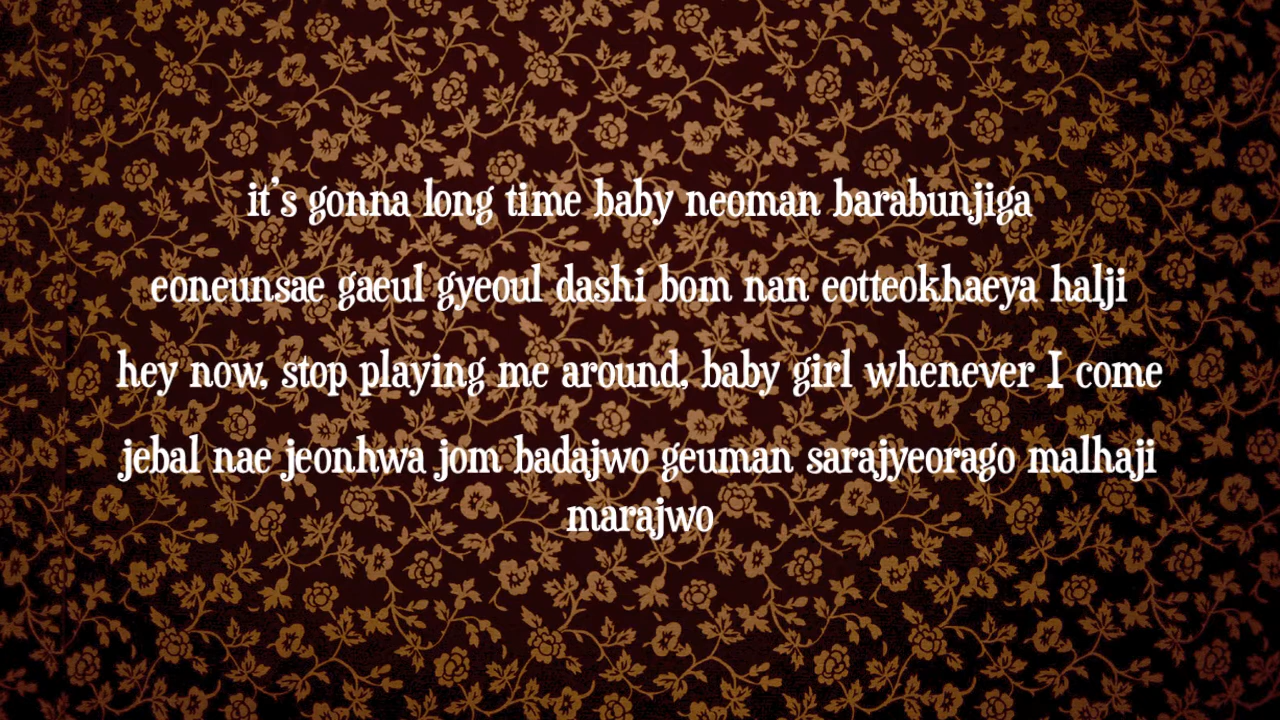 it's gonna long time baby neoman barabunjiga
eoneunsae gaeul gyeoul dashi bom nan eotteokhaeya halji
hey now, stop playing me around, baby girl whenever I come
jebal nae jeonhwa jom badajwo geuman sarajyeorago malhaji
marajwo